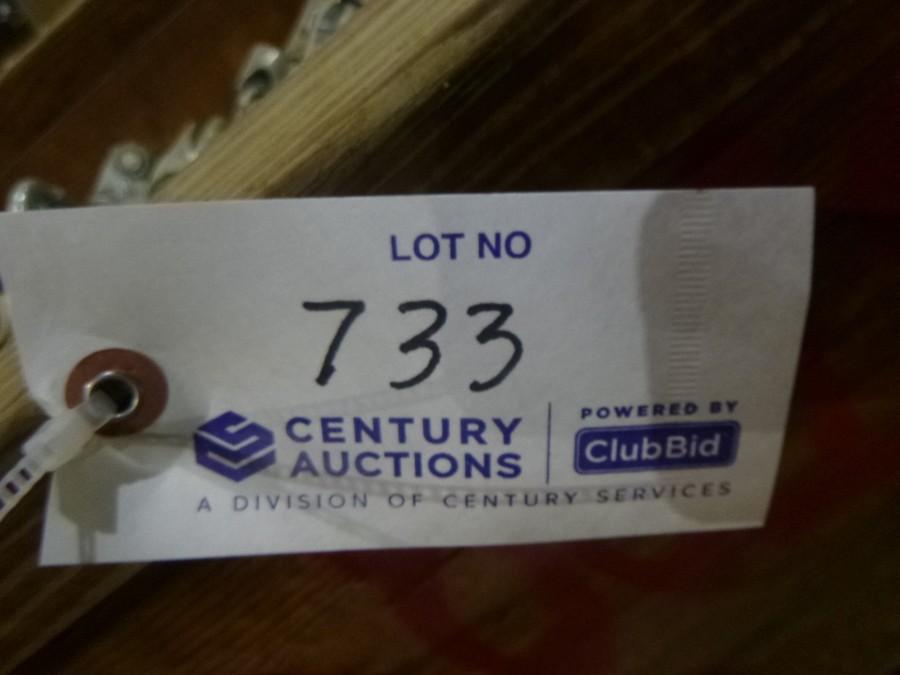 LOT NO
733
CENTURY
AUCTIONS
POWERED BY
ClubBid
A DIVISION OF CENTURY SERVICES